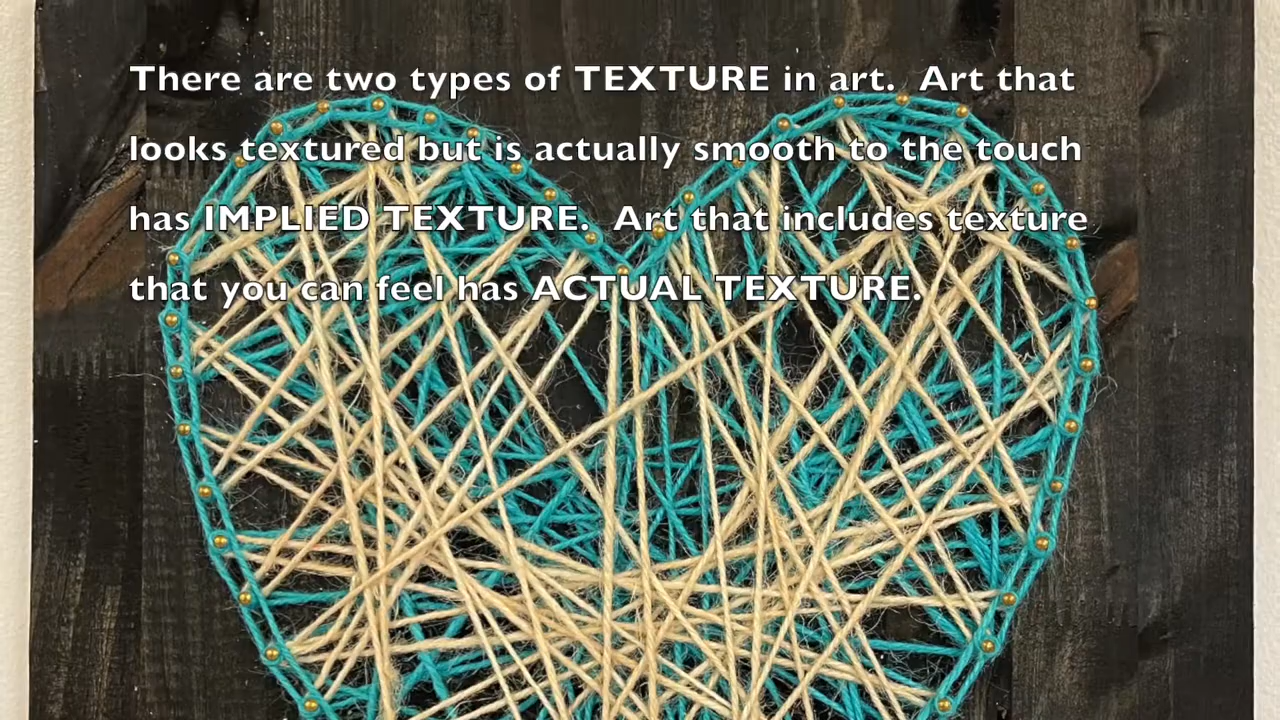 There are two types of TEXTURE in art.  Art that
looks textured but is actually smooth to the touch
has IMPLIED TEXTURE.  Art that includes texture
that you can feel has ACTUAL TEXTURE.